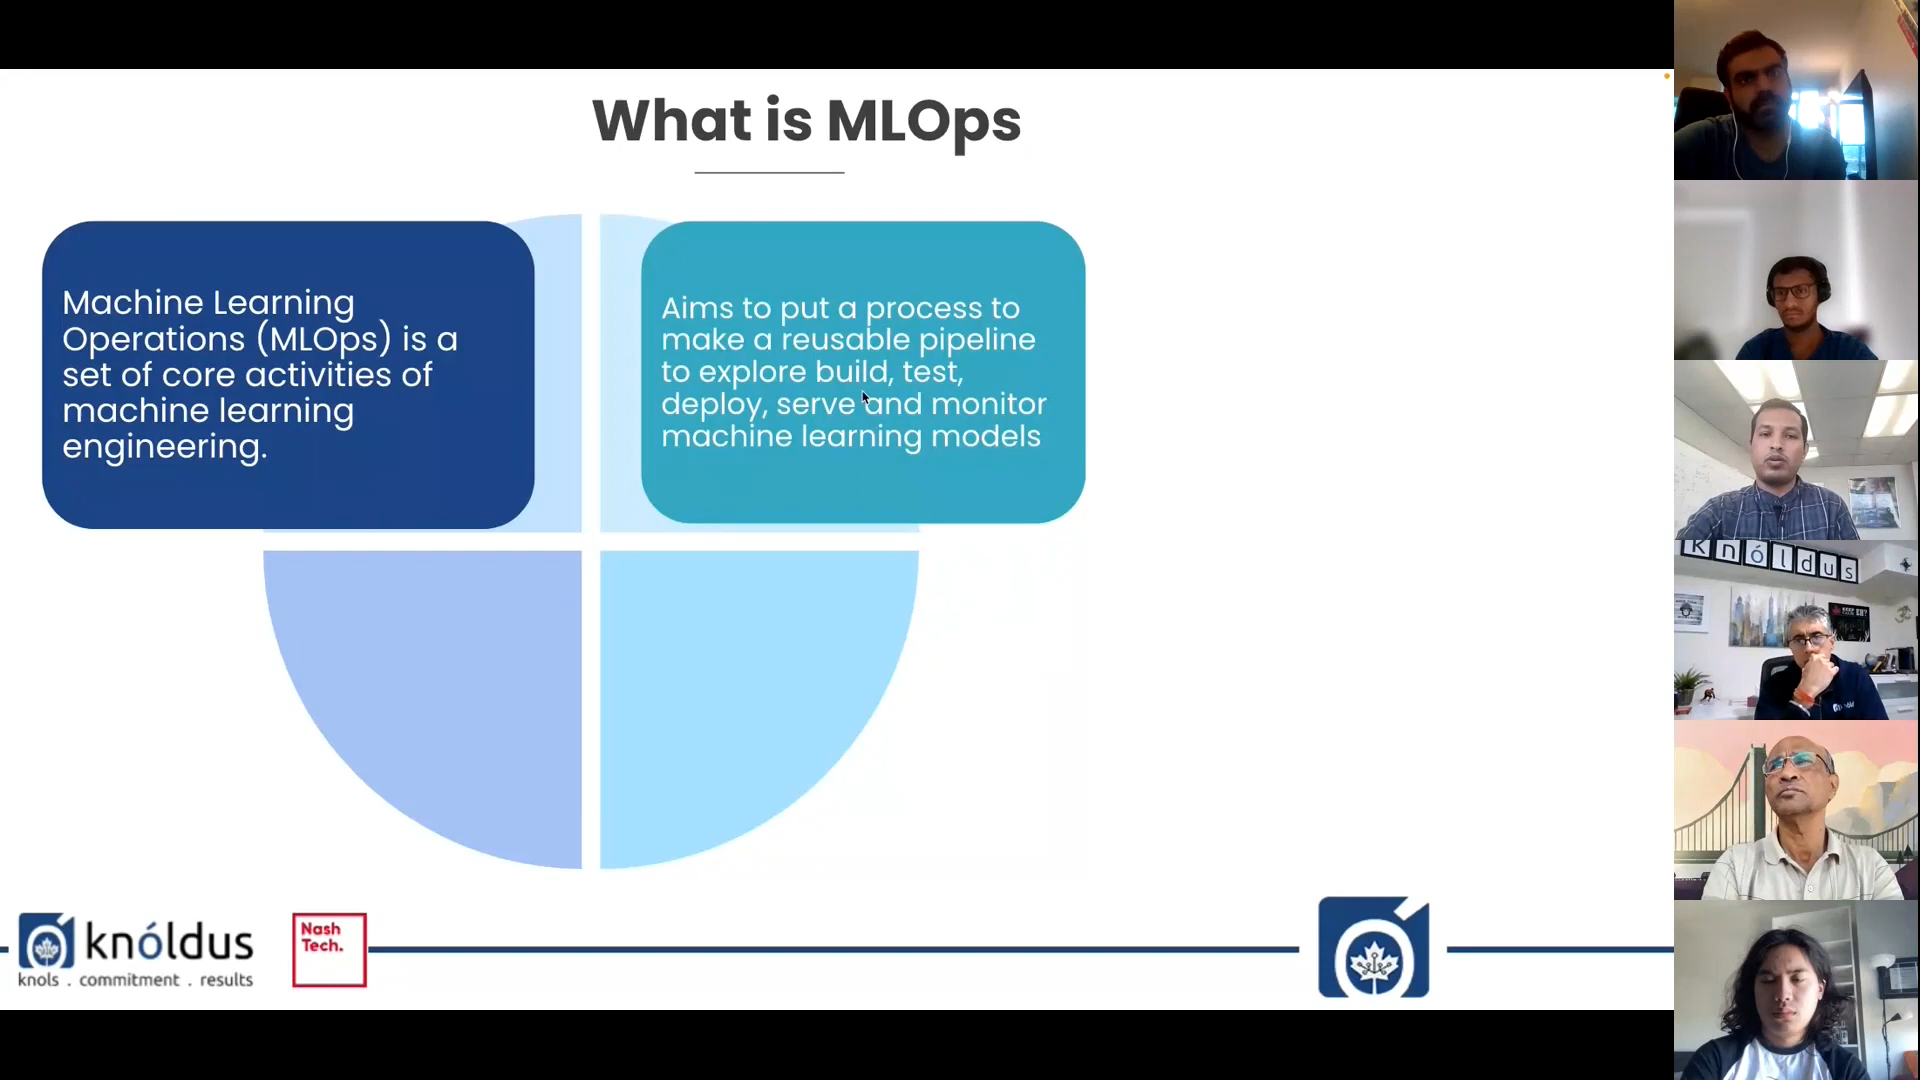 What is MLOps
Machine Learning
Operations (MLOps) is a
set of core activities of
machine learning
engineering.
Aims to put a process to
make a reusable pipeline
to explore build, test,
deploy, serve and monitor
machine learning models
knóldus
knols . commitment . results
Nash
Tech.
knóldus